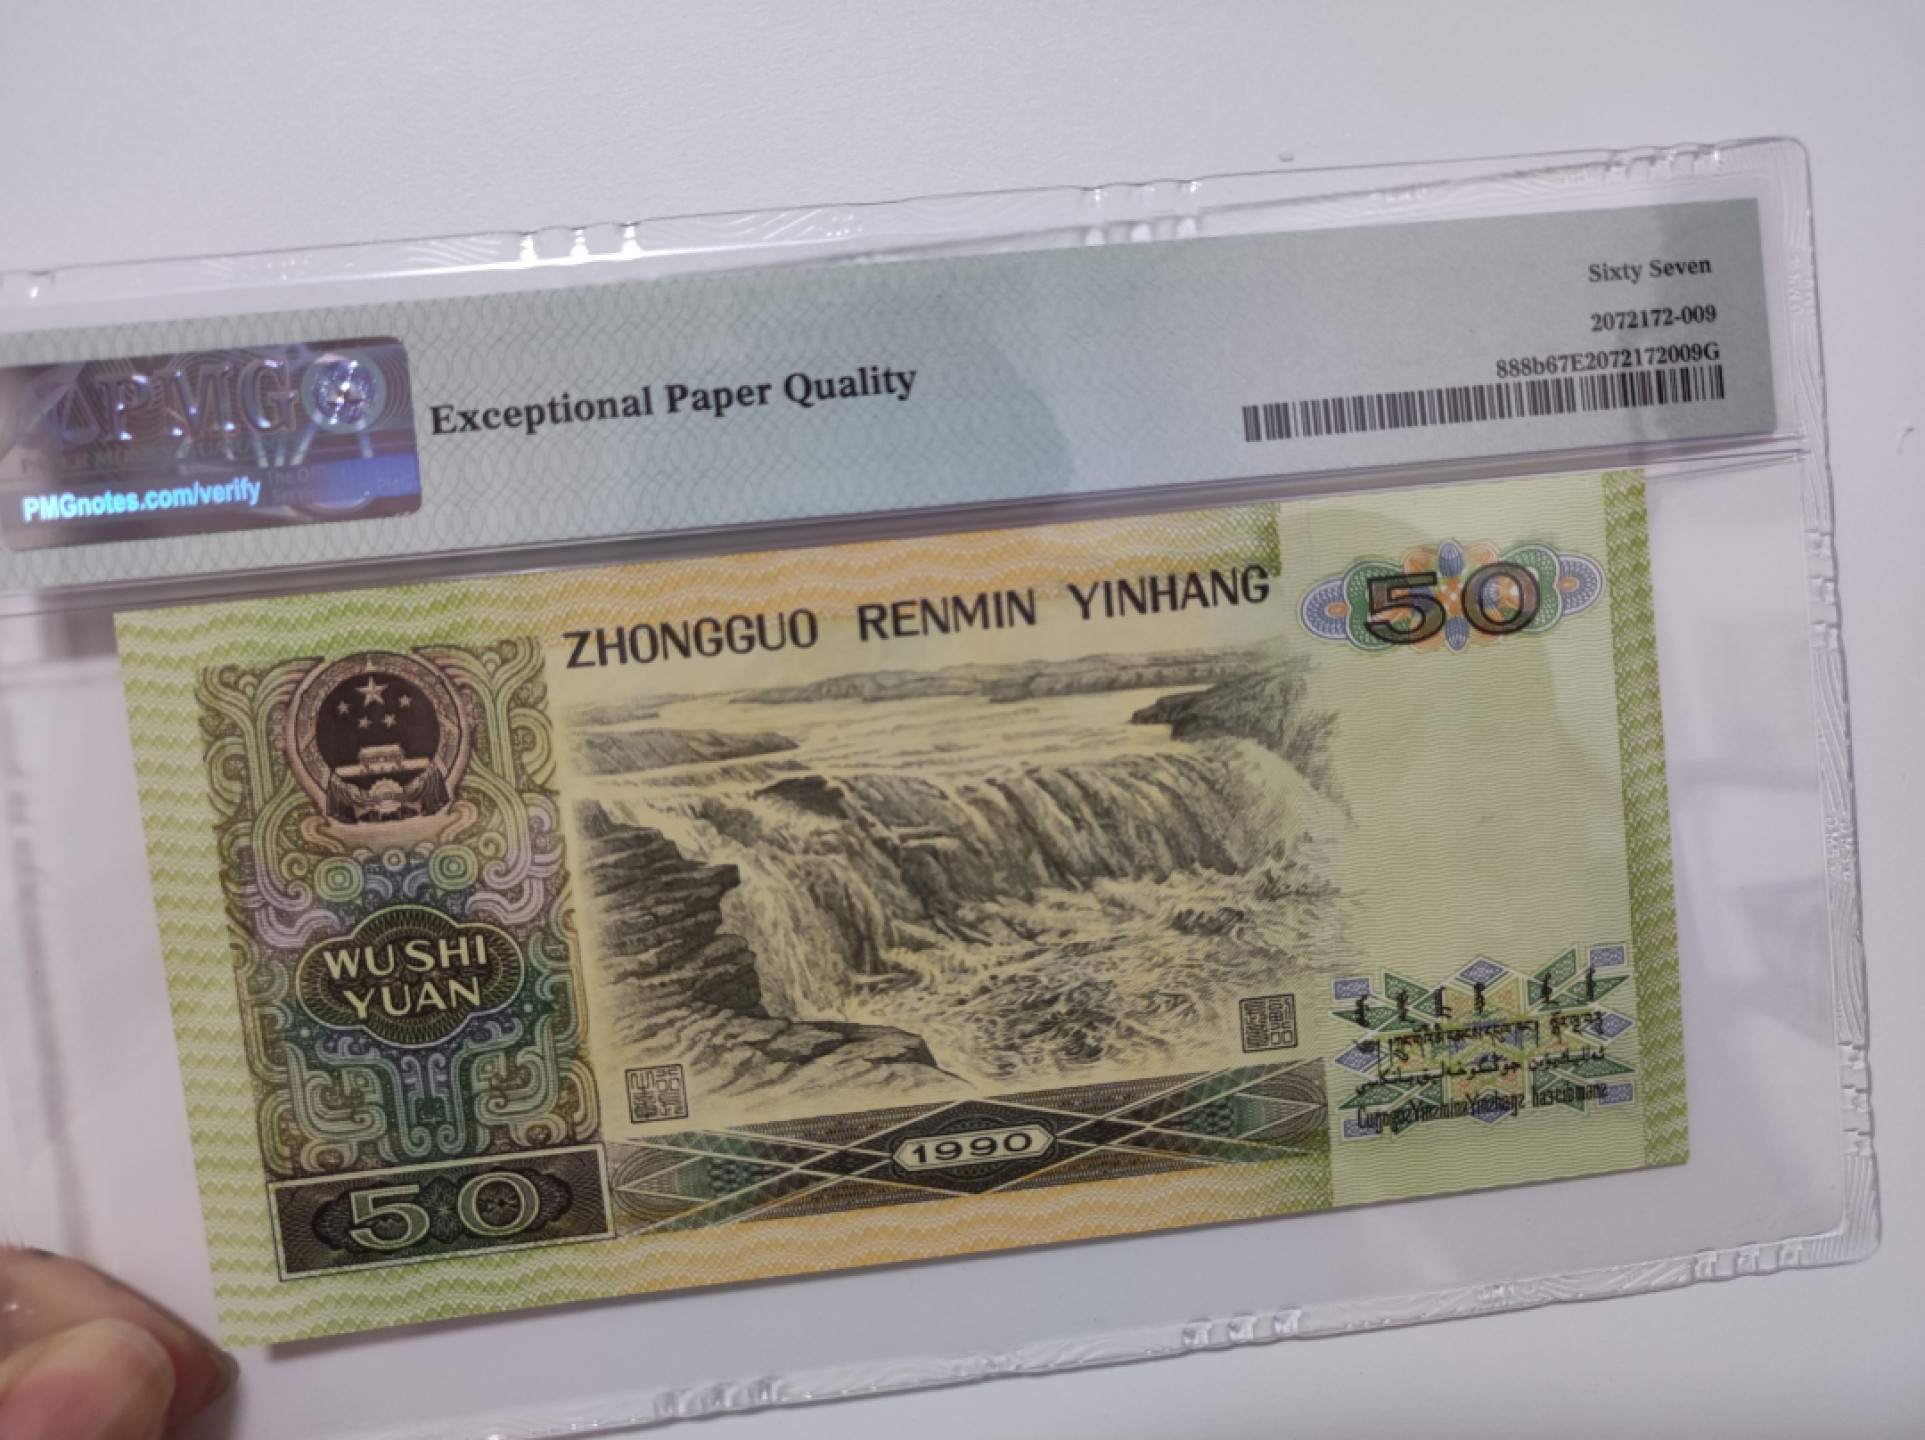 Sixty Seven
2072172-009
888b67E2072172009G
PMG
PMGnotes.com/verify
Exceptional Paper Quality
ZHONGGUO RENMIN YINHANG
50
WU SHI
YUAN
1990
50